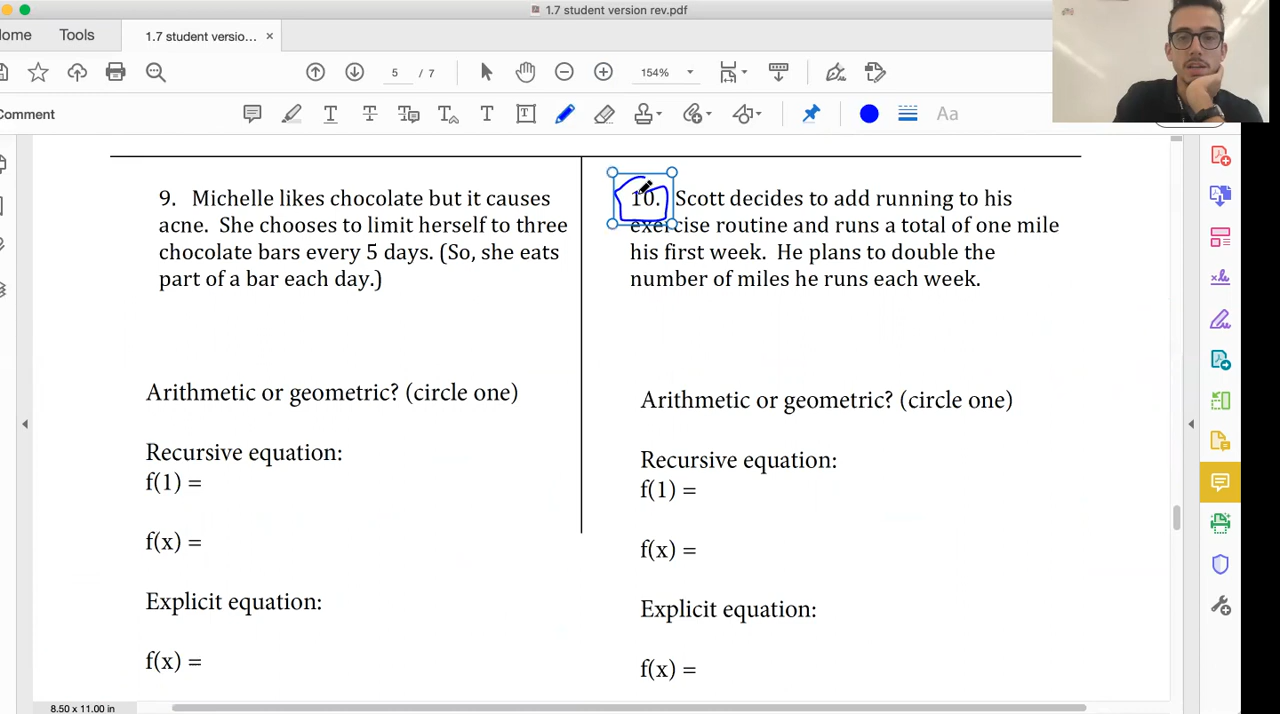 1.7 student version rev.pdf
ome
Tools
1.7 student versio... ×
5 / 7
154%
Comment
Aa
9. Michelle likes chocolate but it causes
acne. She chooses to limit herself to three
chocolate bars every 5 days. (So, she eats
part of a bar each day.)
Arithmetic or geometric? (circle one)
Recursive equation:
f(1) =
f(x) =
Explicit equation:
f(x) =
10. Scott decides to add running to his
exercise routine and runs a total of one mile
his first week. He plans to double the
number of miles he runs each week.
Arithmetic or geometric? (circle one)
Recursive equation:
f(1) =
f(x) =
Explicit equation:
f(x) =
8.50 x 11.00 in